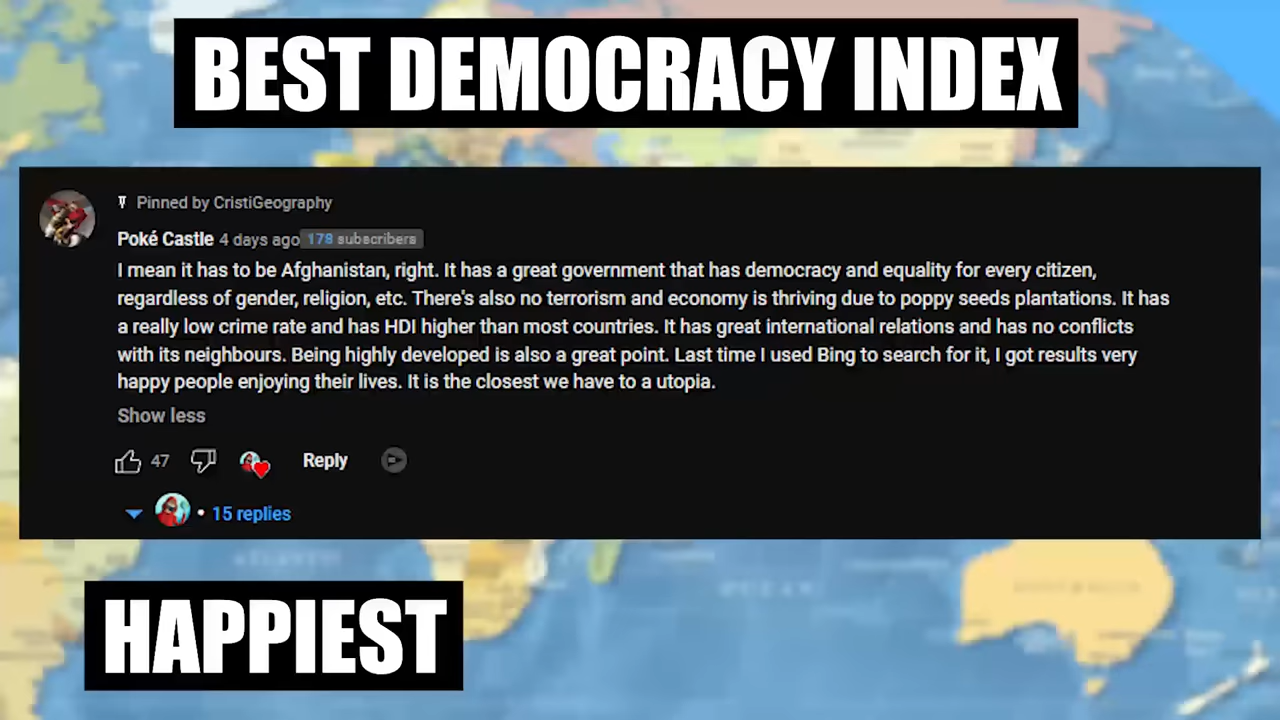 BEST DEMOCRACY INDEX
Pinned by CristiGeography
Poké Castle 4 days ago 178 subscribers
I mean it has to be Afghanistan, right. It has a great government that has democracy and equality for every citizen,
regardless of gender, religion, etc. There's also no terrorism and economy is thriving due to poppy seeds plantations. It has
a really low crime rate and has HDI higher than most countries. It has great international relations and has no conflicts
with its neighbours. Being highly developed is also a great point. Last time I used Bing to search for it, I got results very
happy people enjoying their lives. It is the closest we have to a utopia.
Show less
47 Reply
• 15 replies
OCEAN
HAPPIEST